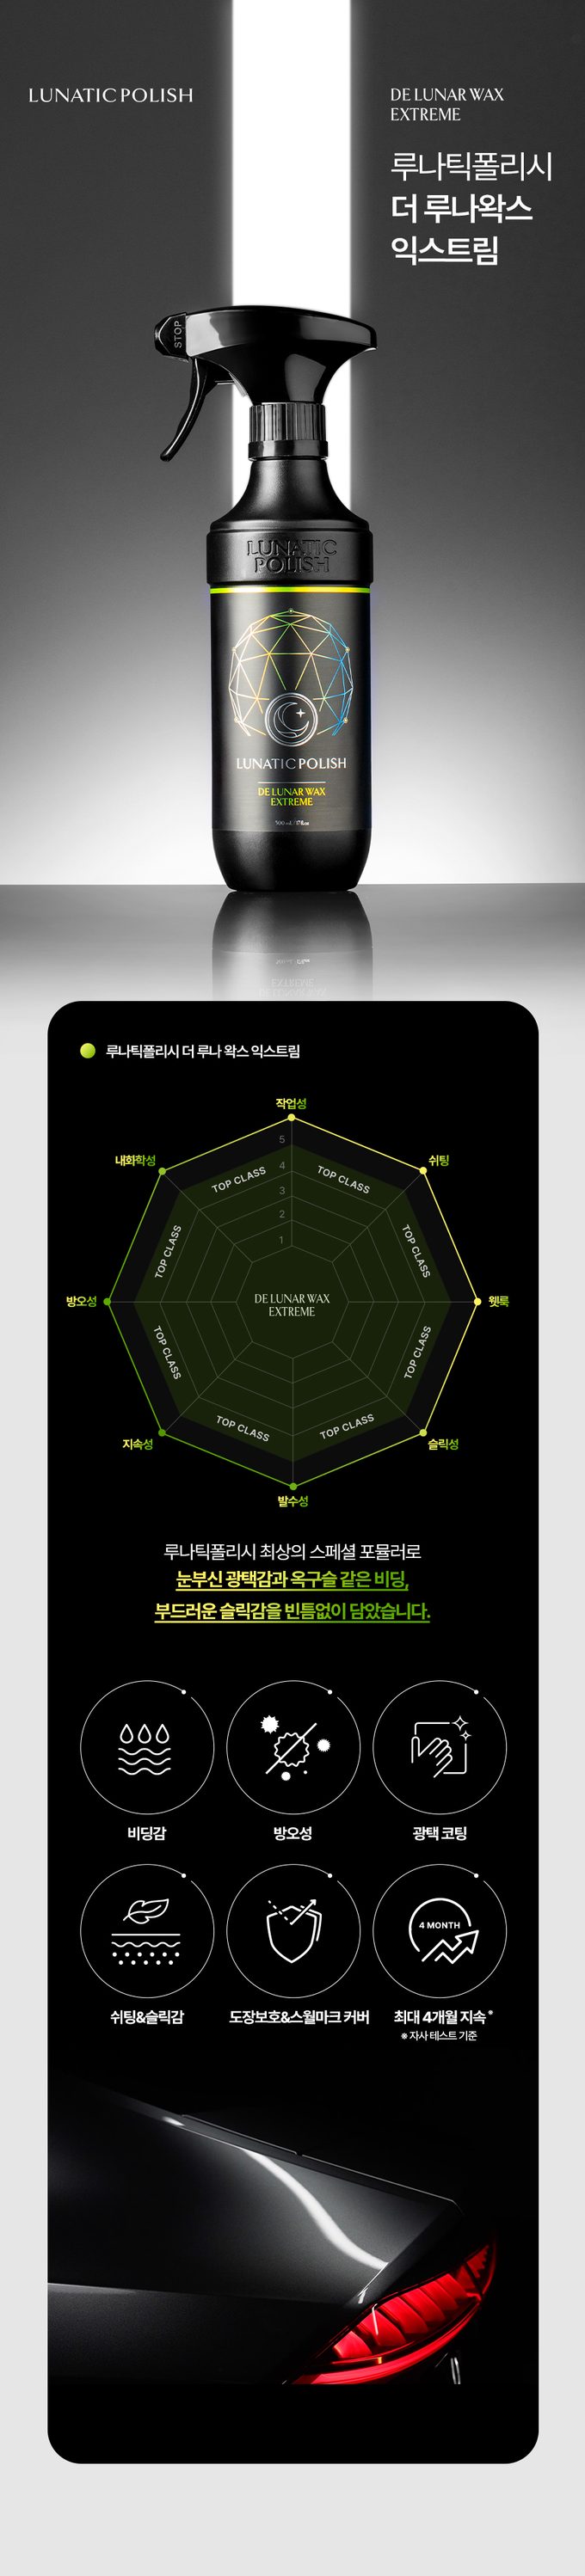 LUNATIC POLISH
DE LUNAR WAX
EXTREME
루나틱폴리시
더 루나왁스
익스트림
STOP
LUNATIC
POLISH
LUNATIC POLISH
DE LUNAR WAX
EXTREME
루나틱폴리시 더 루나 왁스 익스트림
작업성
내화학성
쉬팅
5
4
3
2
1
TOP CLASS
TOP CLASS
TOP CLASS
TOP CLASS
방오성
DE LUNAR WAX
EXTREME
웻룩
TOP CLASS
TOP CLASS
TOP CLASS
TOP CLASS
지속성
슬릭성
발수성
루나틱폴리시 최상의 스페셜 포뮬러로
눈부신 광택감과 옥구슬 같은 비딩,
부드러운 슬릭감을 빈틈없이 담았습니다.
비딩감
방오성
광택 코팅
4 MONTH
쉬팅&슬릭감
도장보호&스월마크 커버
최대 4개월 지속 *
※ 자사 테스트 기준